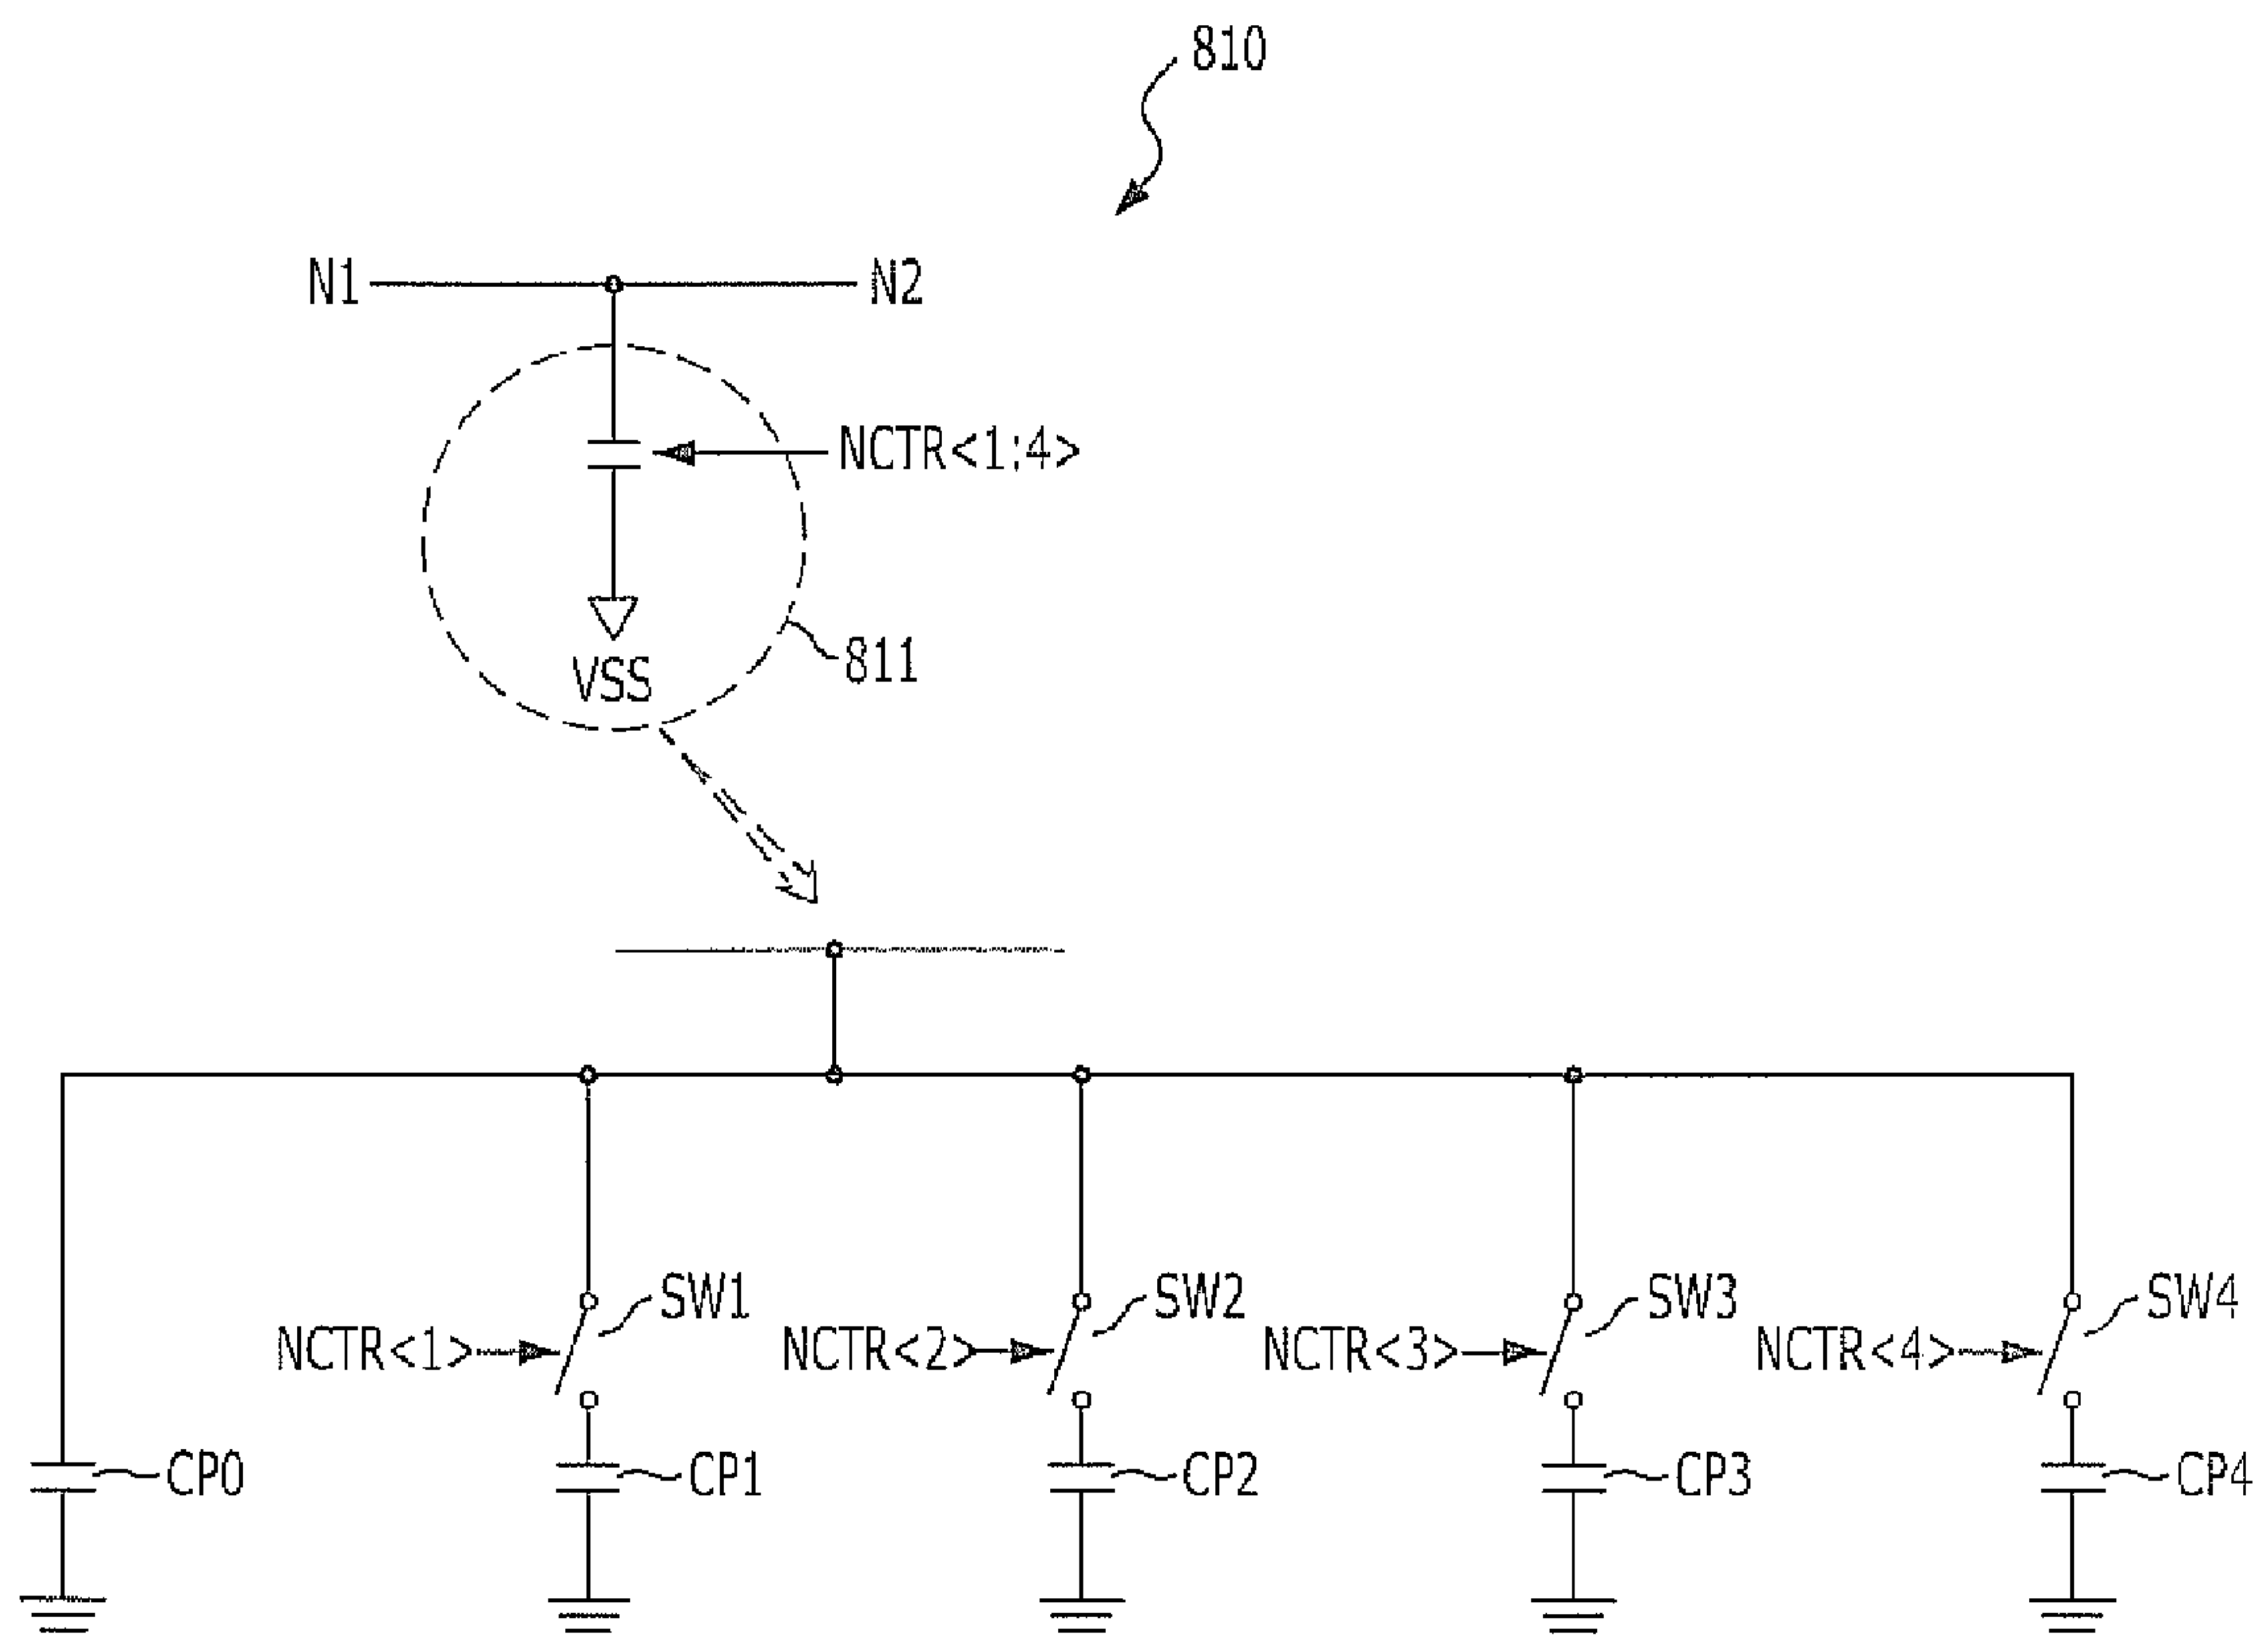 810
N1
N2
NCTR<1:4>
811
VSS
SW1
SW2
SW3
SW4
NCTR<1>
NCTR<2>
NCTR<3>
NCTR<4>
CP0
CP1
CP2
CP3
CP4